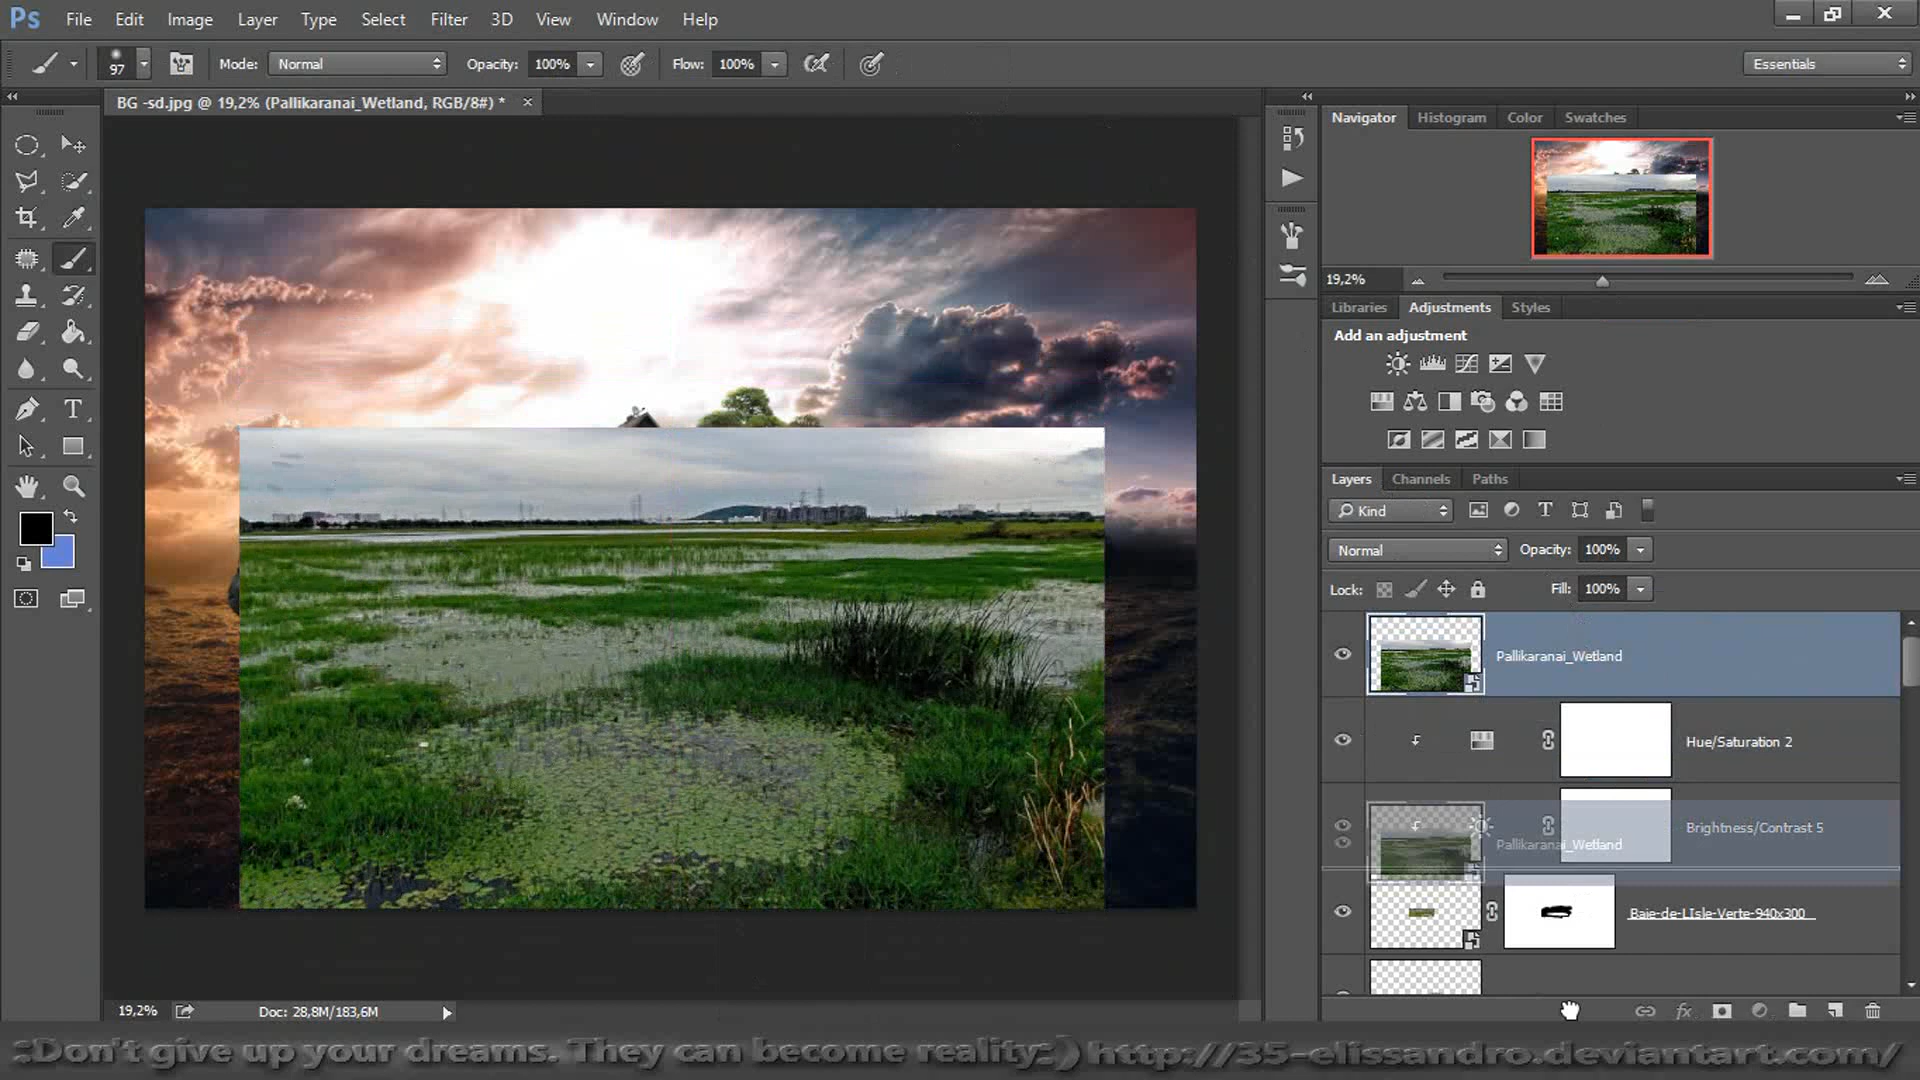 Ps File Edit Image Layer Type Select Filter 3D View Window Help
97 Mode: Normal Opacity: 100% Flow: 100% Essentials
BG -sd.jpg @ 19,2% (Pallikaranai_Wetland, RGB/8#) * ×
Navigator Histogram Color Swatches
19,2%
Libraries Adjustments Styles
Add an adjustment
Layers Channels Paths
Kind
Normal Opacity: 100%
Lock: Fill: 100%
Pallikaranai_Wetland
Hue/Saturation 2
Brightness/Contrast 5
Pallikaranai_Wetland
Baie-de-LIsle-Verte-940x300
19,2% Doc: 28,8M/183,6M
:Don't give up your dreams. They can become reality:) http://35-elissandro.deviantart.com/